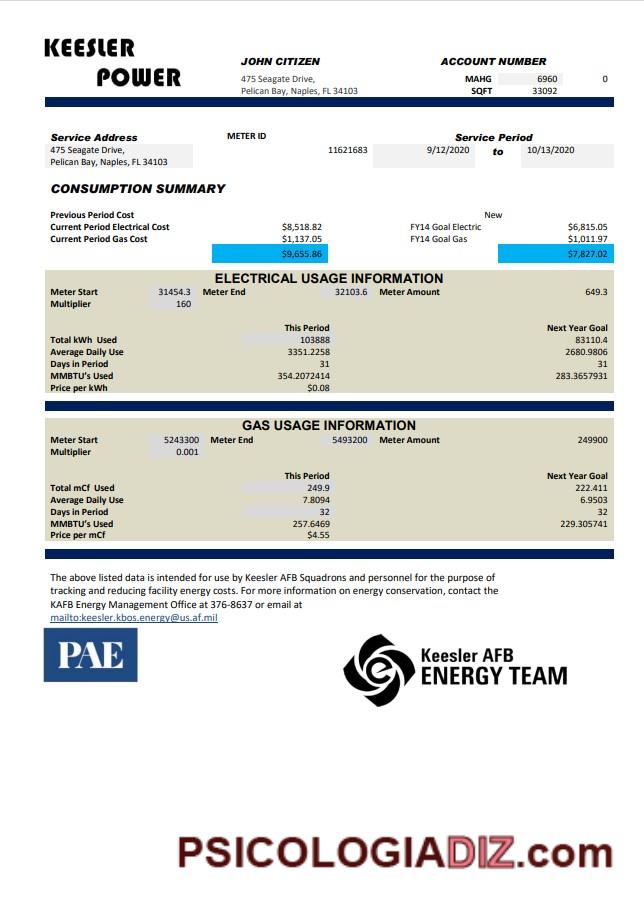 KEESLER
POWER
JOHN CITIZEN
475 Seagate Drive,
Pelican Bay, Naples, FL 34103
ACCOUNT NUMBER
MAHG 6960 0
SQFT 33092
Service Address METER ID Service Period
475 Seagate Drive, 11621683 9/12/2020 to 10/13/2020
Pelican Bay, Naples, FL 34103
CONSUMPTION SUMMARY
Previous Period Cost New
Current Period Electrical Cost $8,518.82 FY14 Goal Electric $6,815.05
Current Period Gas Cost $1,137.05 FY14 Goal Gas $1,011.97
$9,655.86 $7,827.02
ELECTRICAL USAGE INFORMATION
Meter Start 31454.3 Meter End 32103.6 Meter Amount 649.3
Multiplier 160
This Period Next Year Goal
Total kWh Used 103888 83110.4
Average Daily Use 3351.2258 2680.9806
Days in Period 31 31
MMBTU's Used 354.2072414 283.3657931
Price per kWh $0.08
GAS USAGE INFORMATION
Meter Start 5243300 Meter End 5493200 Meter Amount 249900
Multiplier 0.001
This Period Next Year Goal
Total mCf Used 249.9 222.411
Average Daily Use 7.8094 6.9503
Days in Period 32 32
MMBTU's Used 257.6469 229.305741
Price per mCf $4.55
The above listed data is intended for use by Keesler AFB Squadrons and personnel for the purpose of
tracking and reducing facility energy costs. For more information on energy conservation, contact the
KAFB Energy Management Office at 376-8637 or email at
mailto:keesler.kbos.energy@us.af.mil
PAE
Keesler AFB
ENERGY TEAM
PSICOLOGIADIZ.com